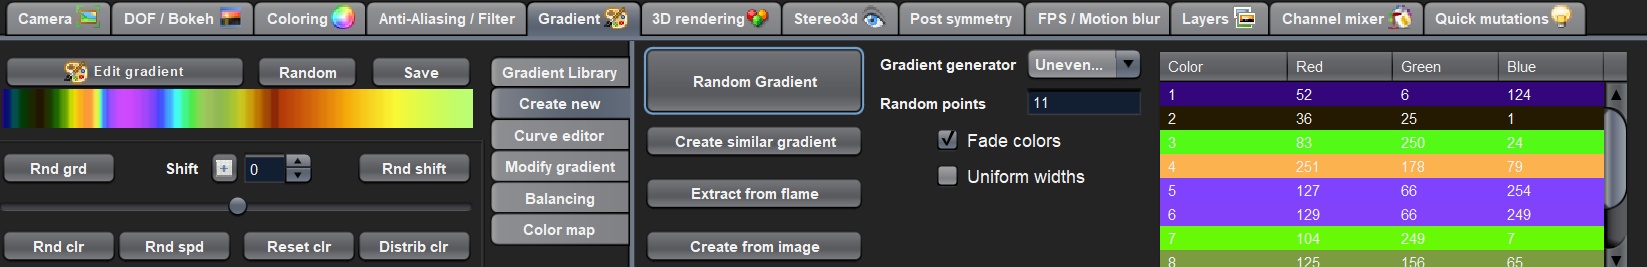 Camera DOF / Bokeh Coloring Anti-Aliasing / Filter Gradient 3D rendering Stereo3d Post symmetry FPS / Motion blur Layers Channel mixer Quick mutations
Edit gradient Random Save
Rnd grd Shift 0 Rnd shift
Rnd clr Rnd spd Reset clr Distrib clr
Gradient Library
Create new
Curve editor
Modify gradient
Balancing
Color map
Random Gradient
Create similar gradient
Extract from flame
Create from image
Gradient generator Uneven...
Random points 11
Fade colors
Uniform widths
Color Red Green Blue
1 52 6 124
2 36 25 1
3 83 250 24
4 251 178 79
5 127 66 254
6 129 66 249
7 104 249 7
8 125 156 65